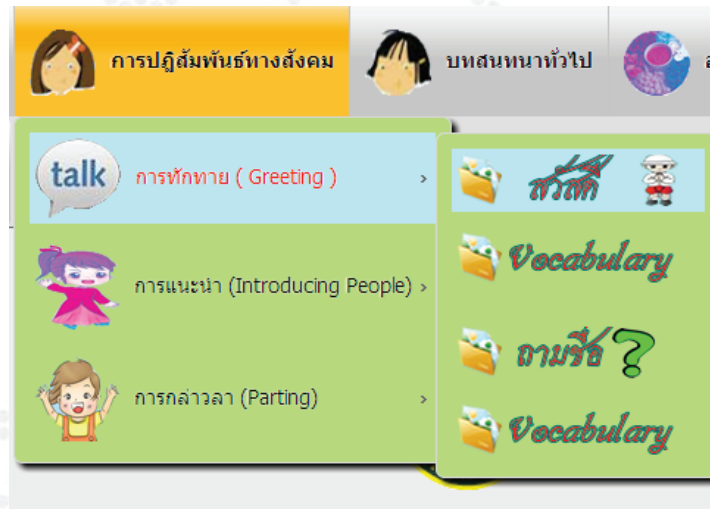 การปฎิสัมพันธ์ทางสังคม
บทสนทนาทั่วไป
talk
การทักทาย ( Greeting )
การแนะนำ (Introducing People)
การกล่าวลา (Parting)
สวัสดี
Vocabulary
ถามชื่อ
Vocabulary